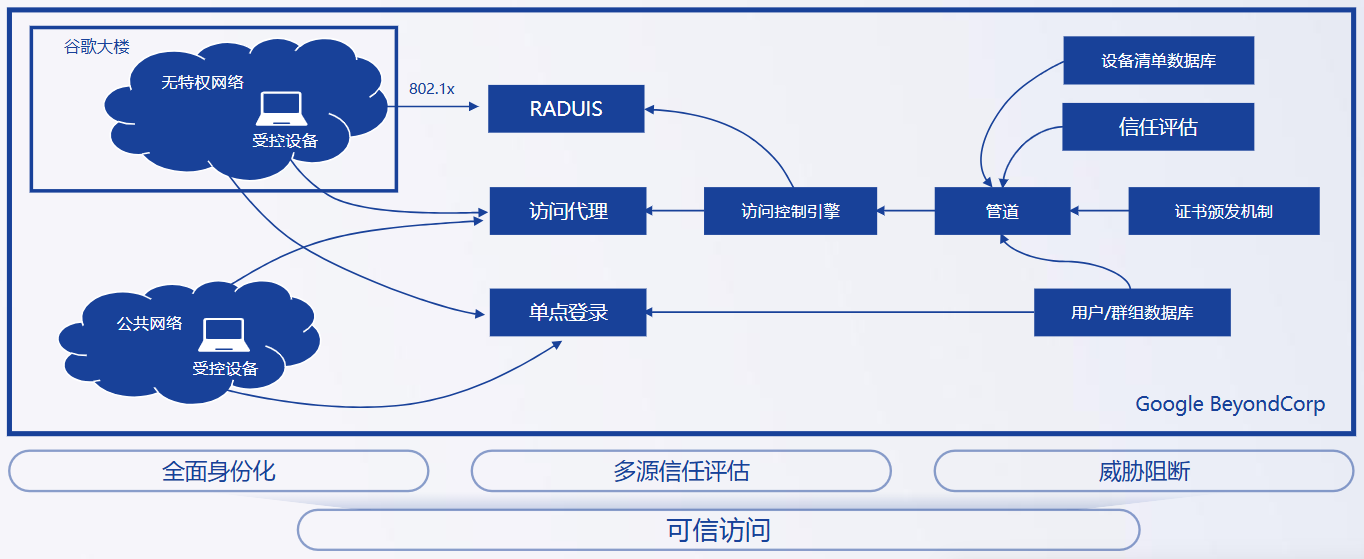 谷歌大楼
无特权网络
受控设备
802.1x
RADUIS
设备清单数据库
信任评估
访问代理
访问控制引擎
管道
证书颁发机制
公共网络
受控设备
单点登录
用户/群组数据库
Google BeyondCorp
全面身份化
多源信任评估
威胁阻断
可信访问